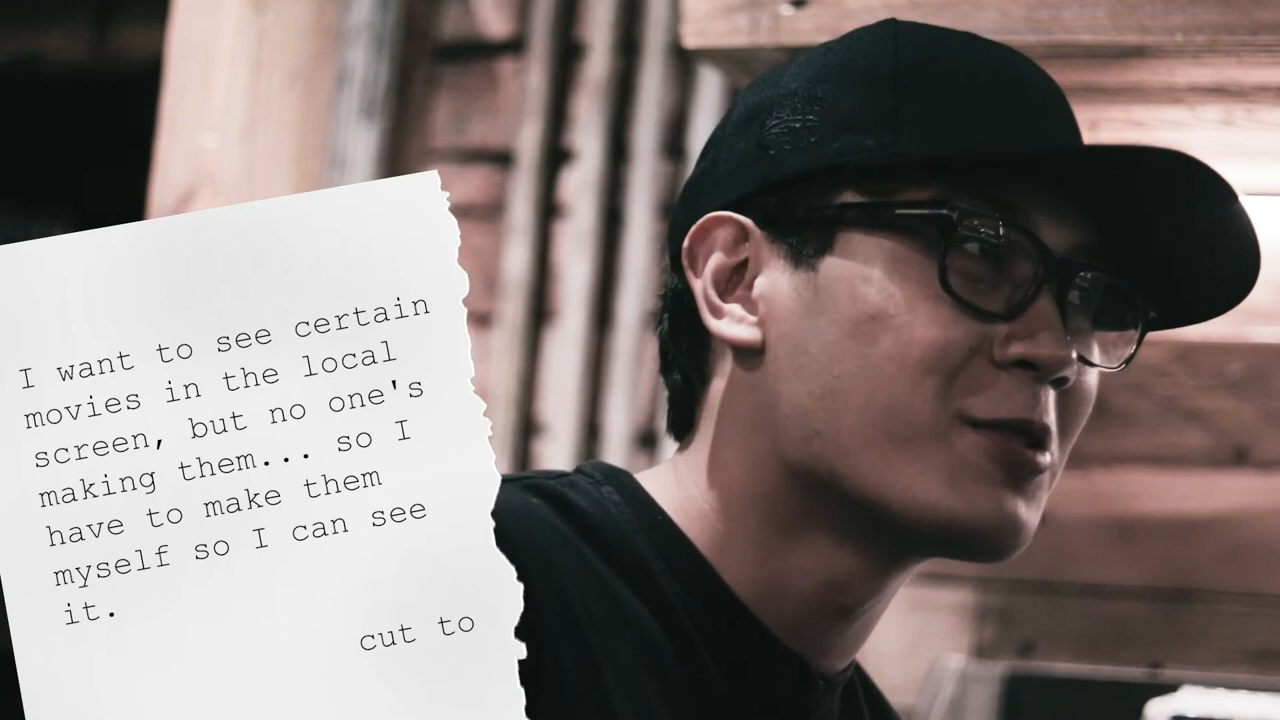 I want to see certain
movies in the local
screen, but no one's
making them... so I
have to make them
myself so I can see
it.
cut to